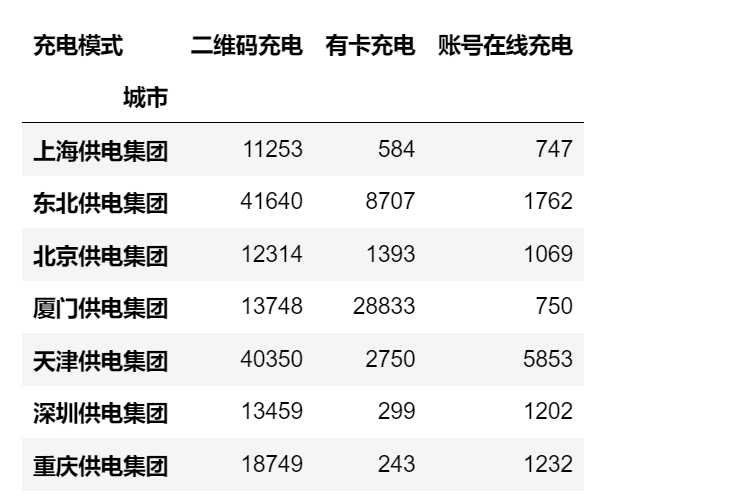 充电模式 二维码充电 有卡充电 账号在线充电
城市
上海供电集团 11253 584 747
东北供电集团 41640 8707 1762
北京供电集团 12314 1393 1069
厦门供电集团 13748 28833 750
天津供电集团 40350 2750 5853
深圳供电集团 13459 299 1202
重庆供电集团 18749 243 1232